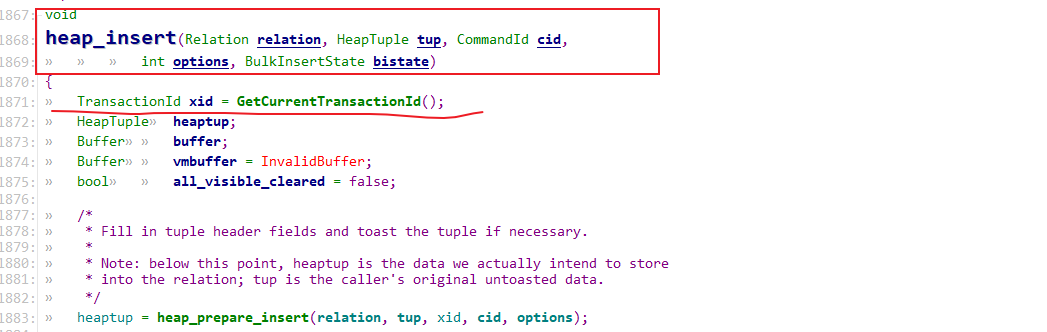 1867: void
1868: heap_insert(Relation relation, HeapTuple tup, CommandId cid,
1869: » » » int options, BulkInsertState bistate)
1870: {
1871: » TransactionId xid = GetCurrentTransactionId();
1872: » HeapTuple» heaptup;
1873: » Buffer» » buffer;
1874: » Buffer» » vmbuffer = InvalidBuffer;
1875: » bool» » all_visible_cleared = false;
1876:
1877: » /*
1878: » * Fill in tuple header fields and toast the tuple if necessary.
1879: » *
1880: » * Note: below this point, heaptup is the data we actually intend to store
1881: » * into the relation; tup is the caller's original untoasted data.
1882: » */
1883: » heaptup = heap_prepare_insert(relation, tup, xid, cid, options);